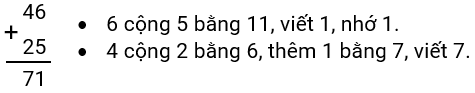 46
+
25
71
• 6 cộng 5 bằng 11, viết 1, nhớ 1.
• 4 cộng 2 bằng 6, thêm 1 bằng 7, viết 7.